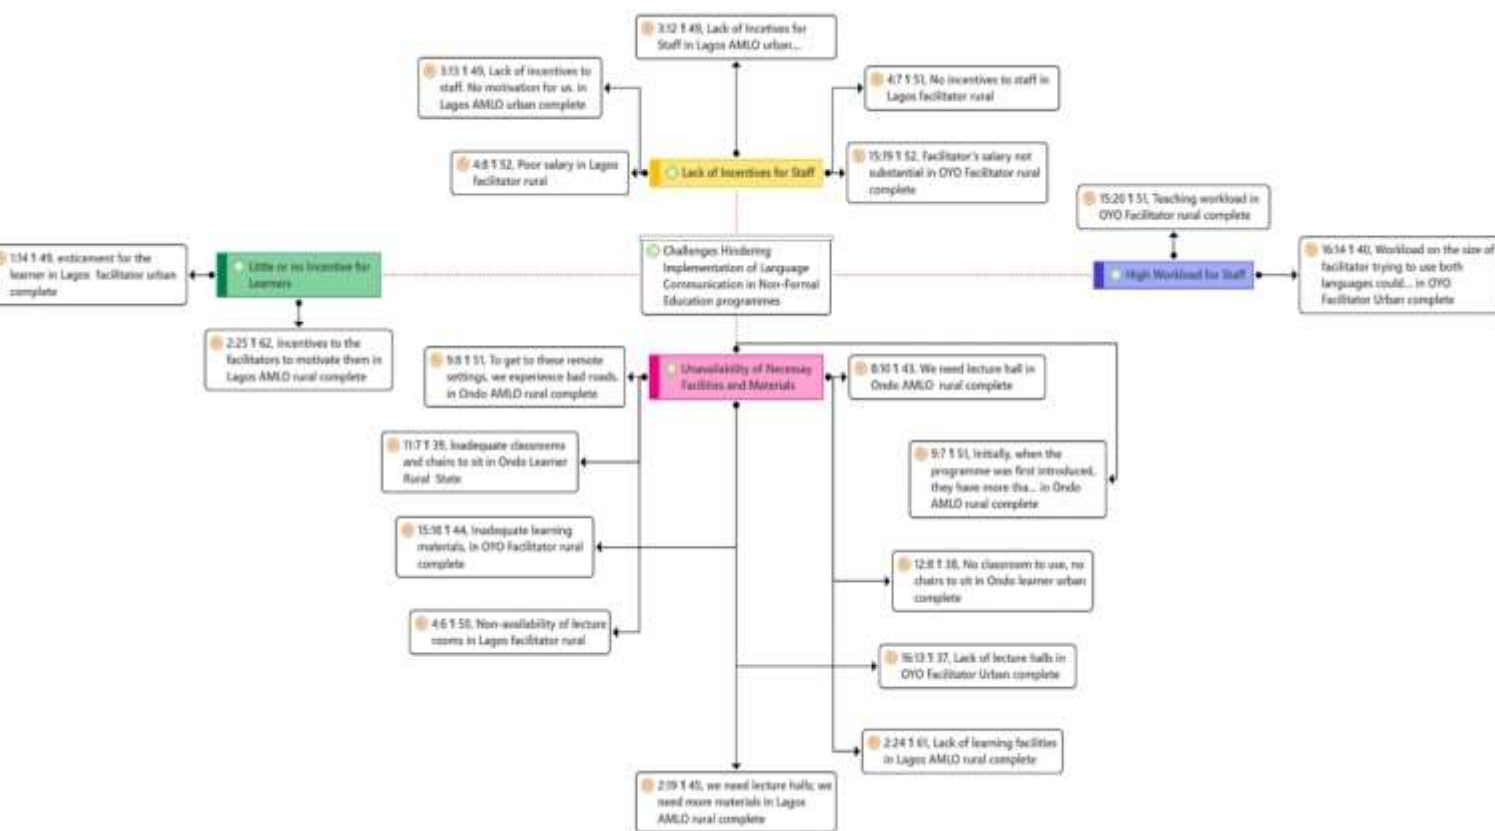 3:12 ¶ 49, Lack of Incetives for
Staff in Lagos AMLO urban...
3:13 ¶ 49, Lack of incentives to
staff. No motivation for us. in
Lagos AMLO urban complete
4:7 ¶ 51, No incentives to staff in
Lagos facilitator rural
4:8 ¶ 52, Poor salary in Lagos
facilitator rural
Lack of Incentives for Staff
15:19 ¶ 52, Facilitator's salary not
substantial in OYO Facilitator rural
complete
15:20 ¶ 51, Teaching workload in
OYO Facilitator rural complete
1:14 ¶ 49, enticement for the
learner in Lagos facilitator urban
complete
Little or no Incentive for
Learners
Challenges Hindering
Implementation of Language
Communication in Non-Formal
Education programmes
High Workload for Staff
16:14 ¶ 40, Workload on the size of
facilitator trying to use both
languages could... in OYO
Facilitator Urban complete
2:25 ¶ 62, Incentives to the
facilitators to motivate them in
Lagos AMLO rural complete
9:8 ¶ 51, To get to these remote
settings, we experience bad roads.
in Ondo AMLO rural complete
Unavailability of Necessay
Facilities and Materials
8:10 ¶ 43, We need lecture hall in
Ondo AMLO rural complete
11:7 ¶ 39, Inadequate classrooms
and chairs to sit in Ondo Learner
Rural State
9:7 ¶ 51, Initially, when the
programme was first introduced,
they have more tha... in Ondo
AMLO rural complete
15:18 ¶ 44, Inadequate learning
materials, in OYO Facilitator rural
complete
12:8 ¶ 38, No classroom to use, no
chairs to sit in Ondo learner urban
complete
4:6 ¶ 50, Non-availability of lecture
rooms in Lagos facilitator rural
16:13 ¶ 37, Lack of lecture halls in
OYO Facilitator Urban complete
2:24 ¶ 61, Lack of learning facilities
in Lagos AMLO rural complete
2:19 ¶ 45, we need lecture halls; we
need more materials in Lagos
AMLO rural complete